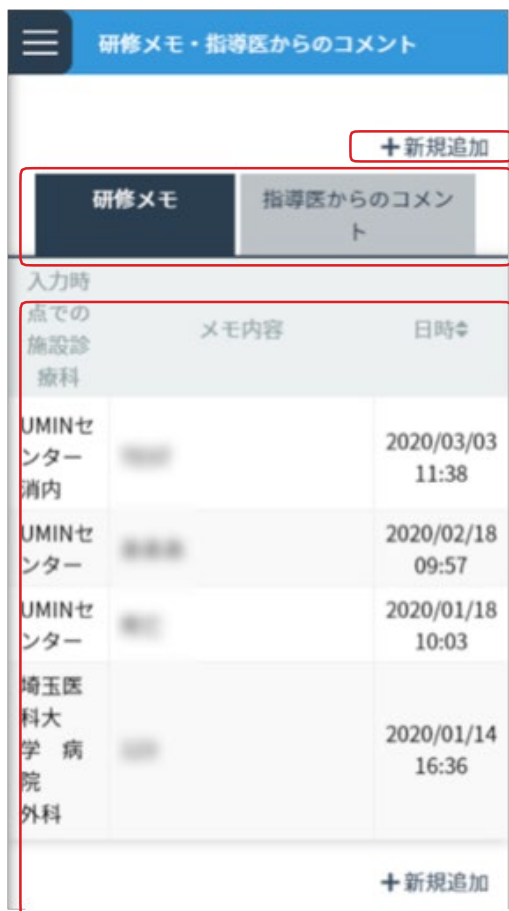 研修メモ・指導医からのコメント
+新規追加
研修メモ
指導医からのコメン
ト
入力時
点での
施設診
療科
メモ内容
日時
UMINセ
ンター
消内
2020/03/03
11:38
UMINセ
ンター
2020/02/18
09:57
UMINセ
ンター
2020/01/18
10:03
埼玉医
科大
学 病
院
外科
2020/01/14
16:36
+新規追加